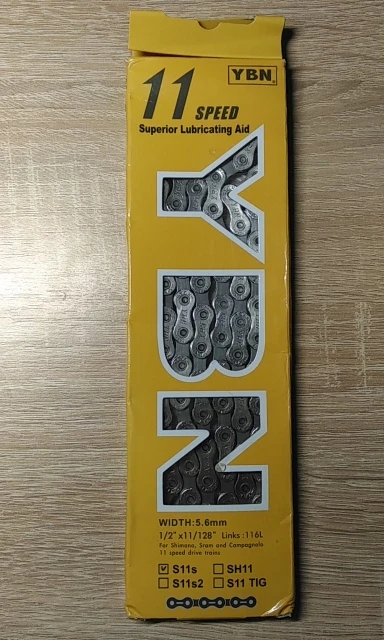 YBN
11 SPEED
Superior Lubricating Aid
YBN
WIDTH:5.6mm
1/2"x11/128" Links:116L
For Shimano, Sram and Campagnolo
11 speed drive trains
S11s SH11
S11s2 S11 TIG